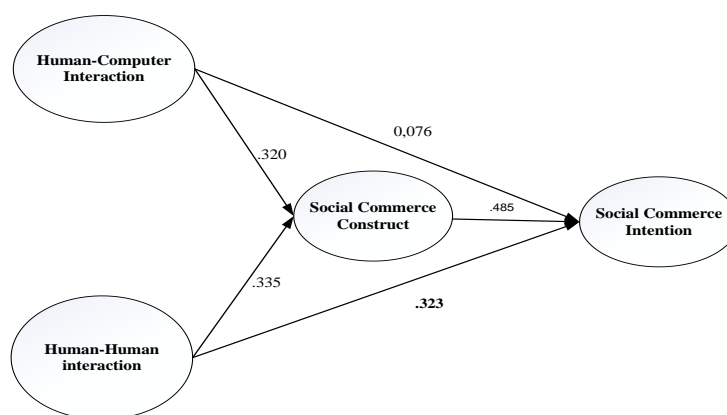 Human-Computer
Interaction
0,076
.320
Social Commerce
Construct
.485
Social Commerce
Intention
.335
.323
Human-Human
interaction